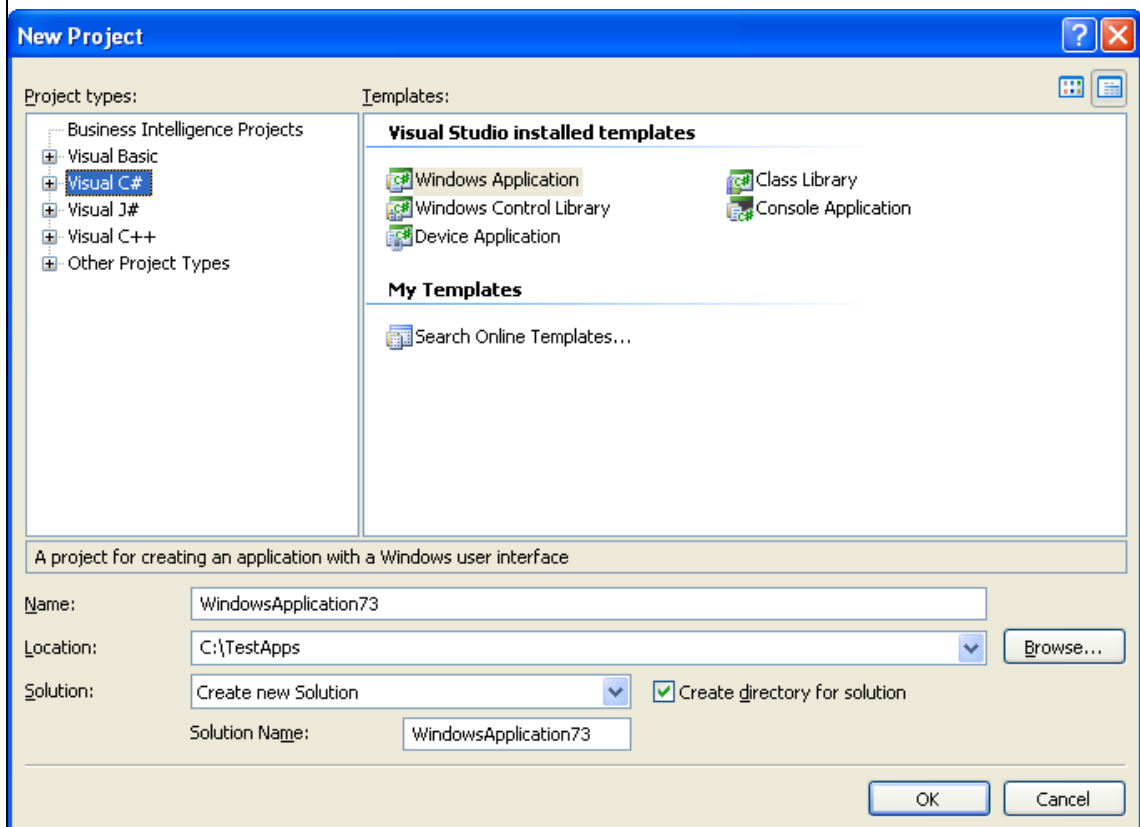 New Project
Project types:
Templates:
Business Intelligence Projects
Visual Basic
Visual C#
Visual J#
Visual C++
Other Project Types
Visual Studio installed templates
Windows Application
Class Library
Windows Control Library
Console Application
Device Application
My Templates
Search Online Templates...
A project for creating an application with a Windows user interface
Name:
WindowsApplication73
Location:
C:\TestApps
Browse...
Solution:
Create new Solution
Create directory for solution
Solution Name:
WindowsApplication73
OK
Cancel